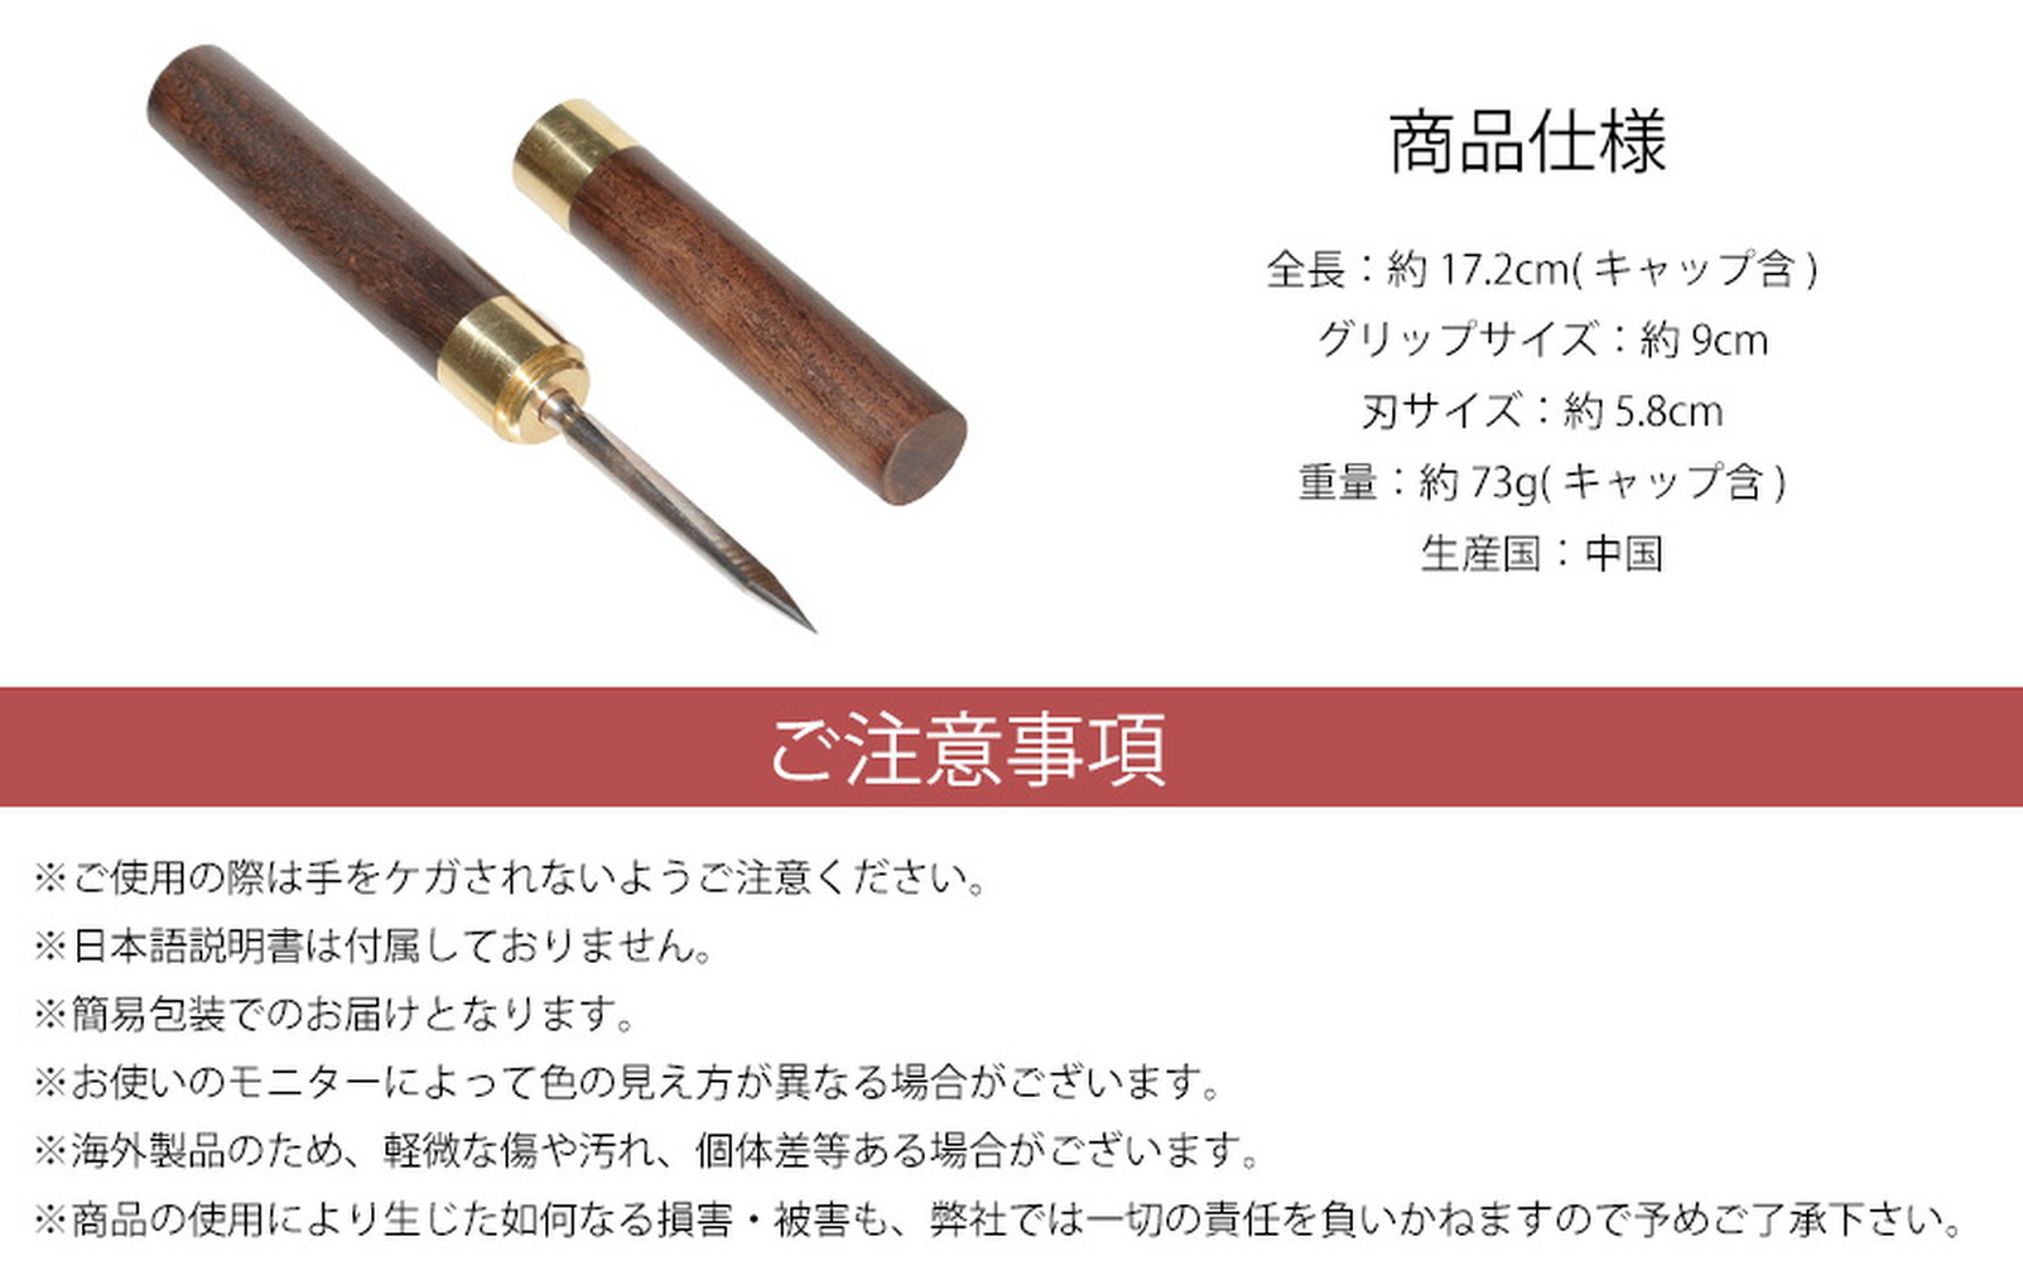 商品仕様
全長：約 17.2cm( キャップ含 )
グリップサイズ：約 9cm
刃サイズ：約 5.8cm
重量：約 73g( キャップ含 )
生産国：中国
ご注意事項
※ご使用の際は手をケガされないようご注意ください。
※日本語説明書は付属しておりません。
※簡易包装でのお届けとなります。
※お使いのモニターによって色の見え方が異なる場合がございます。
※海外製品のため、軽微な傷や汚れ、個体差等ある場合がございます。
※商品の使用により生じた如何なる損害・被害も、弊社では一切の責任を負いかねますので予めご了承下さい。